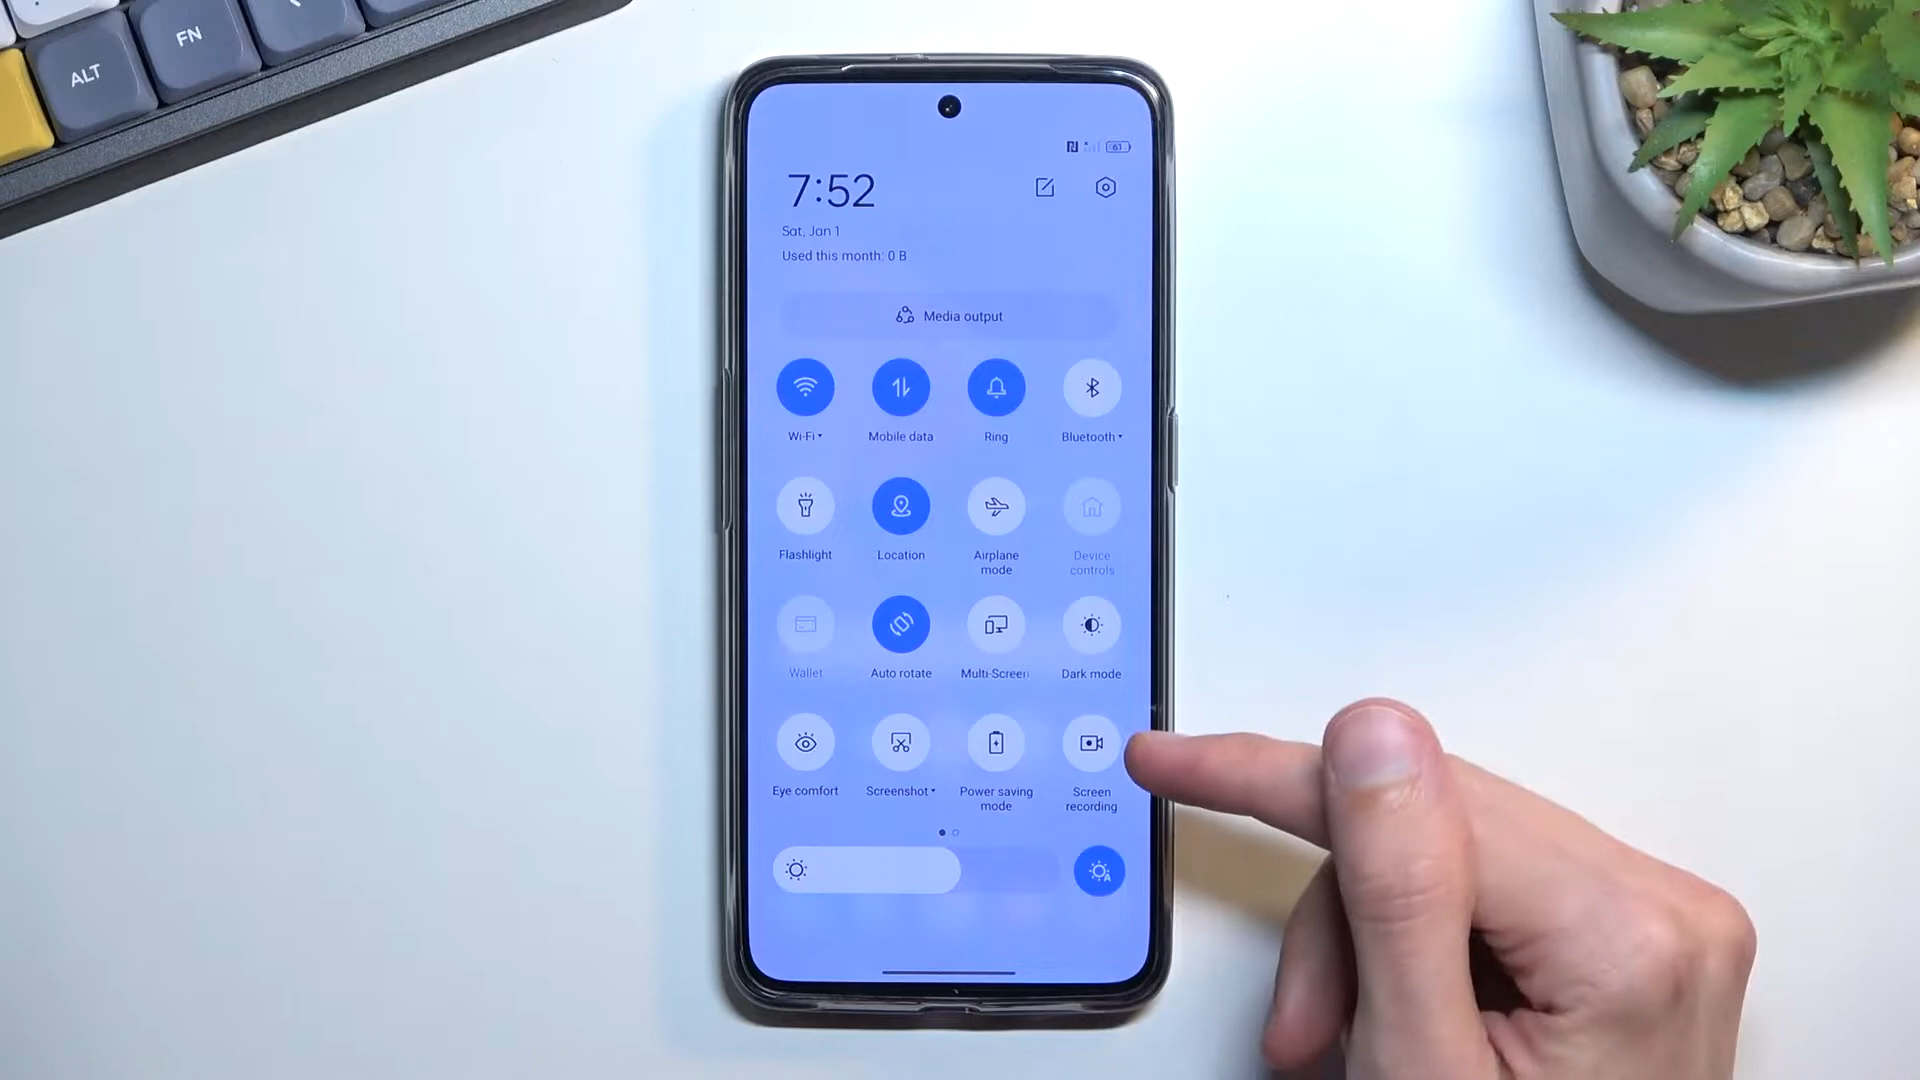 ALT
FN
61
7:52
Sat, Jan 1
Used this month: 0 B
Media output
Wi-Fi
Mobile data
Ring
Bluetooth
Flashlight
Location
Airplane
mode
Device
controls
Wallet
Auto rotate
Multi-Screen
Dark mode
Eye comfort
Screenshot
Power saving
mode
Screen
recording
A